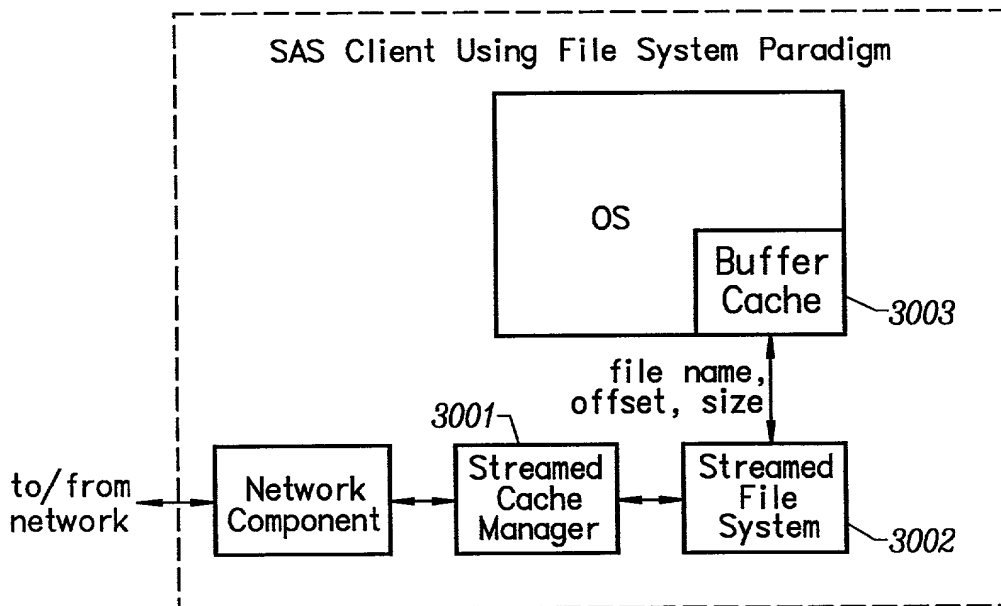 SAS Client Using File System Paradigm
OS
Buffer
Cache
3003
file name,
offset, size
3001
to/from
network
Network
Component
Streamed
Cache
Manager
Streamed
File
System
3002